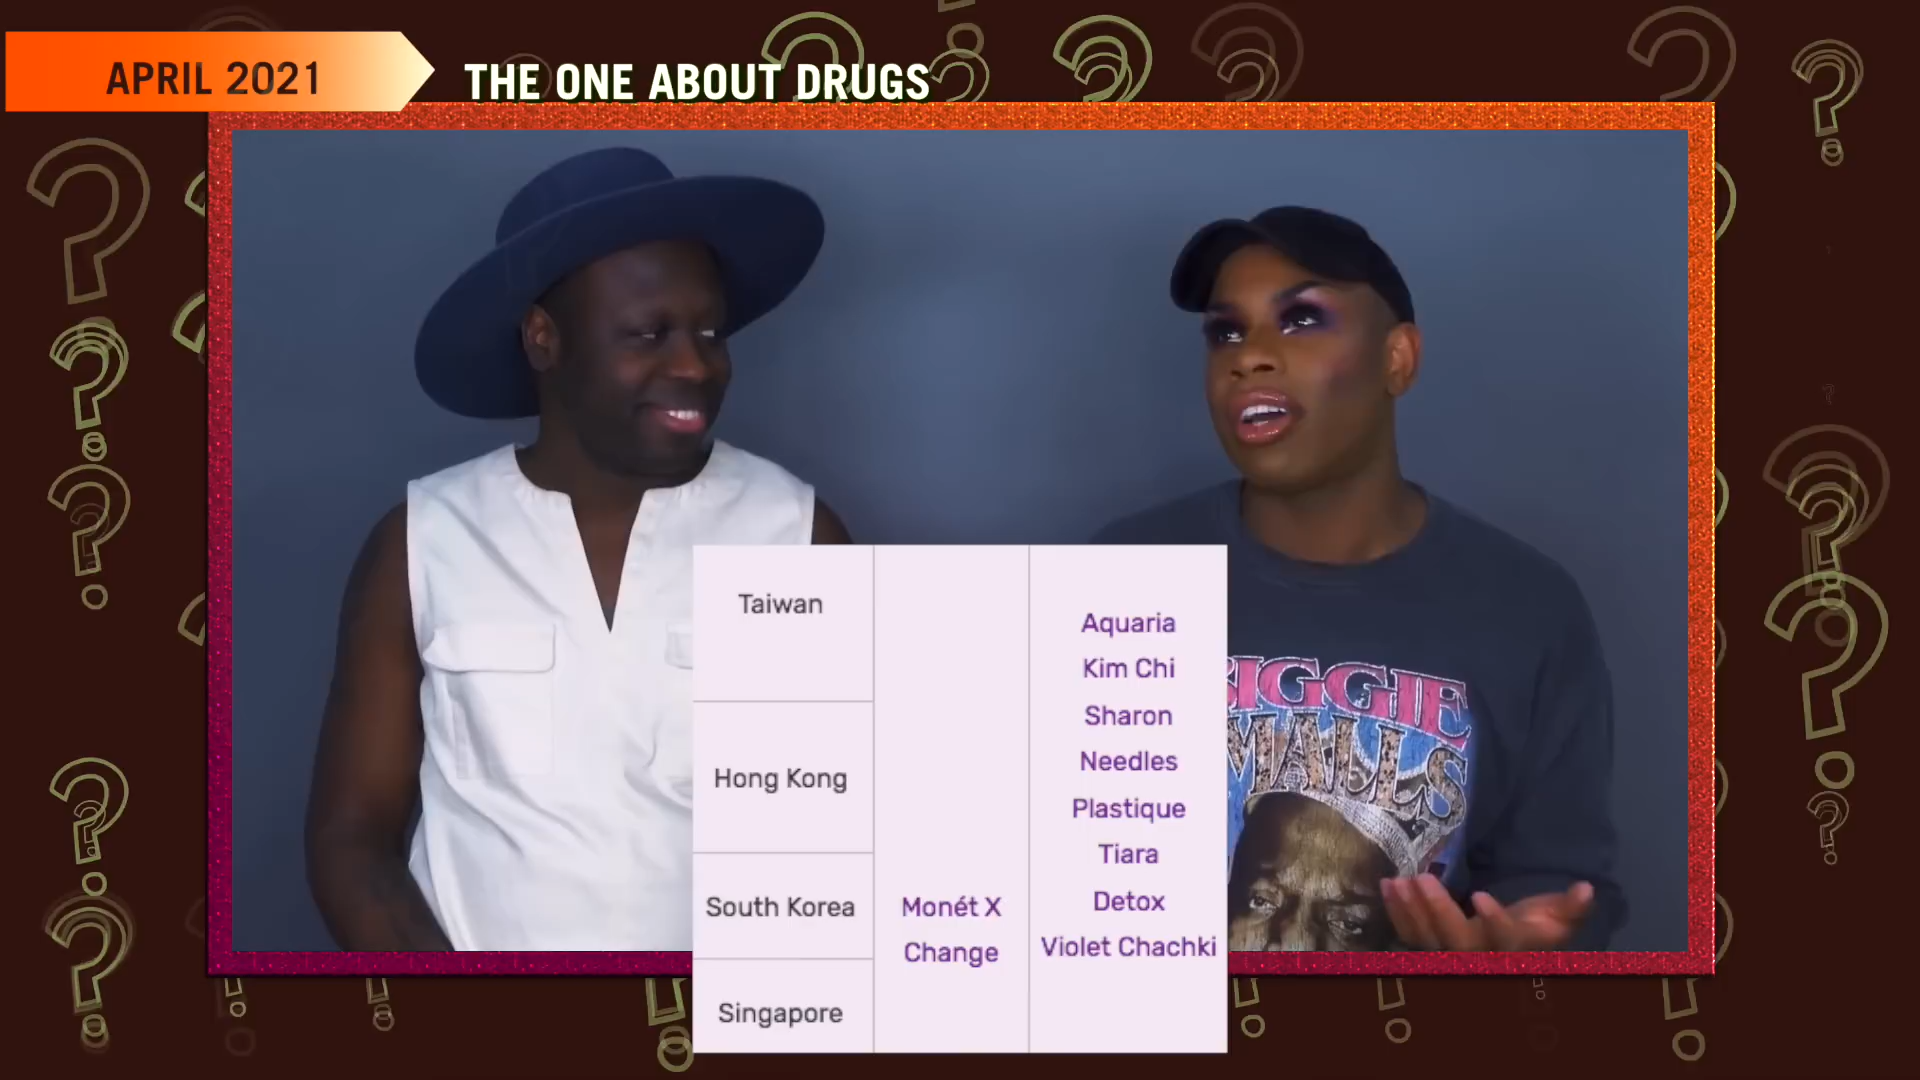 APRIL 2021
THE ONE ABOUT DRUGS
Taiwan
Hong Kong
South Korea
Singapore
Monét X
Change
Aquaria
Kim Chi
Sharon
Needles
Plastique
Tiara
Detox
Violet Chachki
BIGGIE
SMALLS